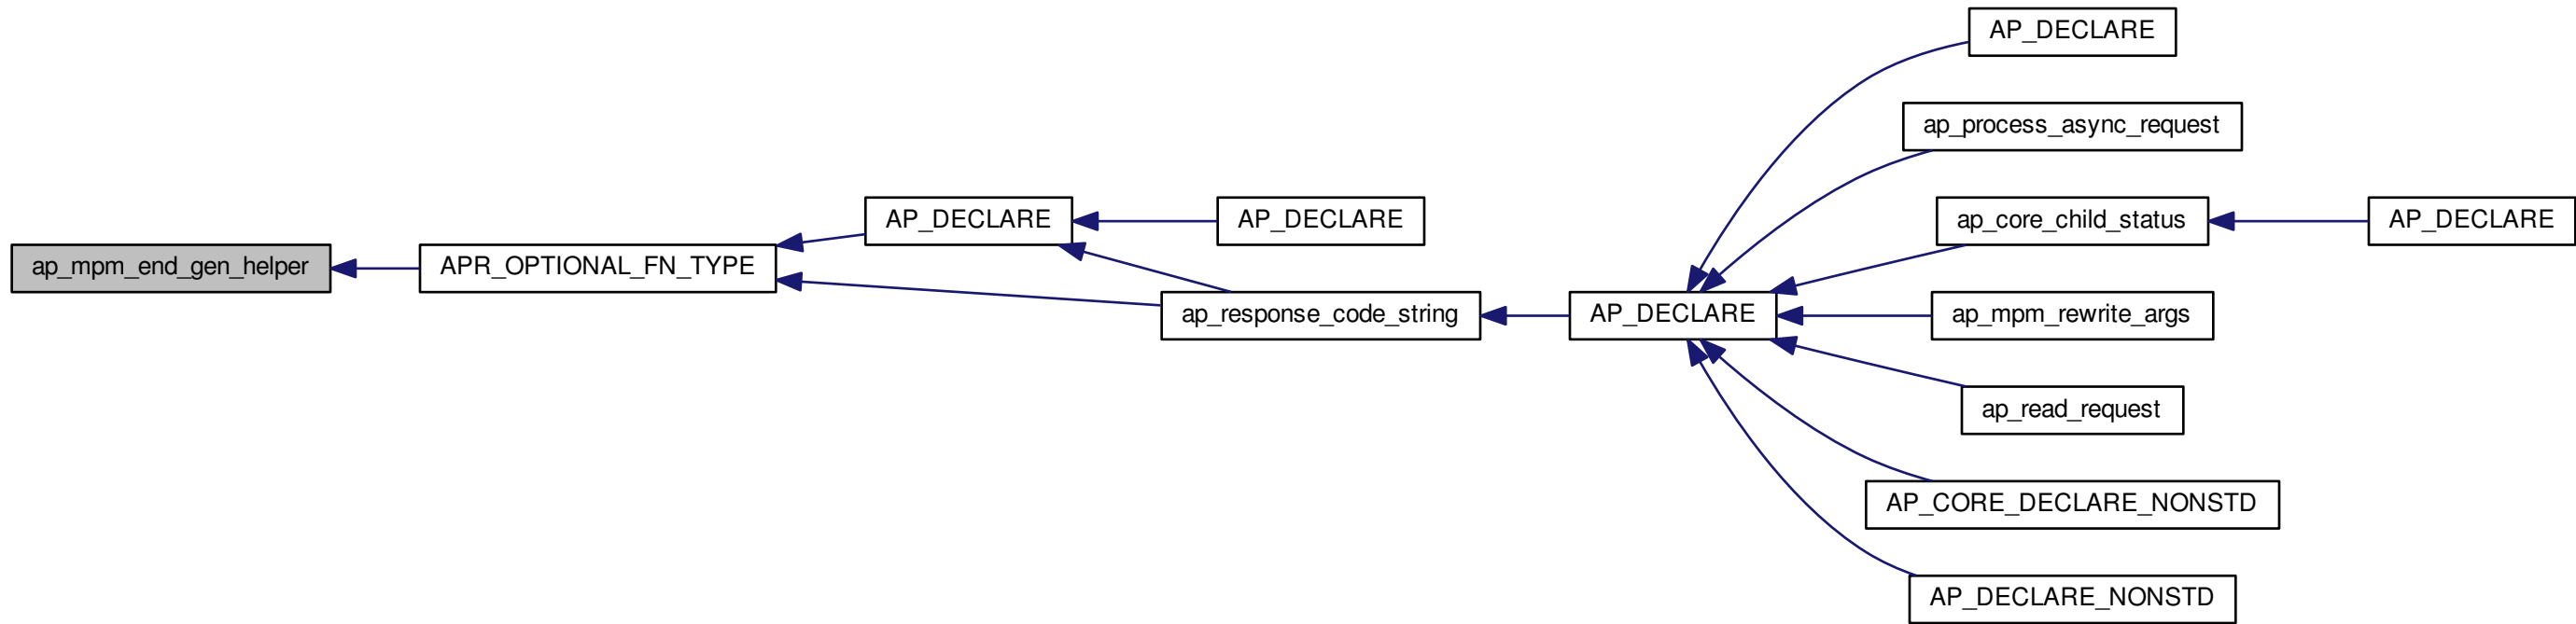 AP_DECLARE
ap_process_async_request
AP_DECLARE
AP_DECLARE
ap_core_child_status
AP_DECLARE
ap_mpm_end_gen_helper
APR_OPTIONAL_FN_TYPE
ap_response_code_string
AP_DECLARE
ap_mpm_rewrite_args
ap_read_request
AP_CORE_DECLARE_NONSTD
AP_DECLARE_NONSTD